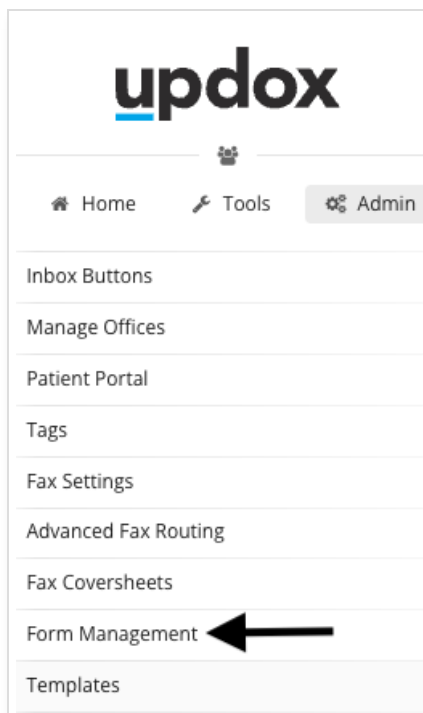 updox
Home Tools Admin
Inbox Buttons
Manage Offices
Patient Portal
Tags
Fax Settings
Advanced Fax Routing
Fax Coversheets
Form Management
Templates